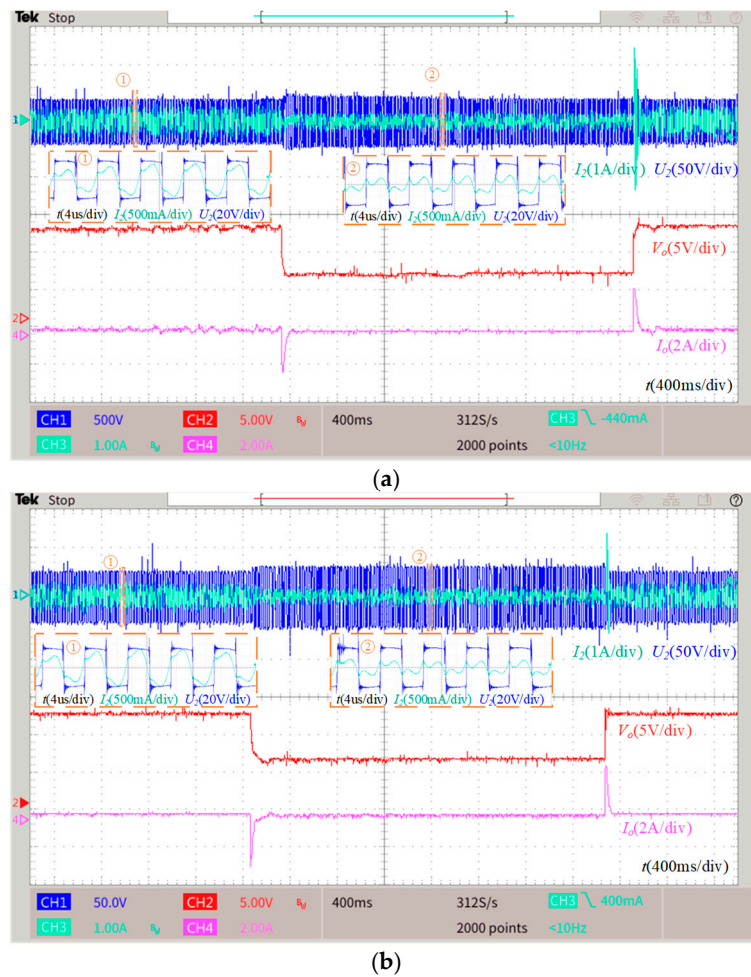 Tek Stop
①
②
1
①
②
I₂(1A/div) U₂(50V/div)
t(4us/div) I₂(500mA/div) U₂(20V/div)
t(4us/div) I₂(500mA/div) U₂(20V/div)
Vₒ(5V/div)
2
4
Iₒ(2A/div)
t(400ms/div)
CH1 500V CH2 5.00V 400ms 312S/s CH3 -440mA
CH3 1.00A CH4 2.00A 2000 points <10Hz
(a)
Tek Stop
①
②
1
①
②
I₂(1A/div) U₂(50V/div)
t(4us/div) I₂(500mA/div) U₂(20V/div)
t(4us/div) I₂(500mA/div) U₂(20V/div)
Vₒ(5V/div)
2
4
Iₒ(2A/div)
t(400ms/div)
CH1 50.0V CH2 5.00V 400ms 312S/s CH3 400mA
CH3 1.00A CH4 2.00A 2000 points <10Hz
(b)